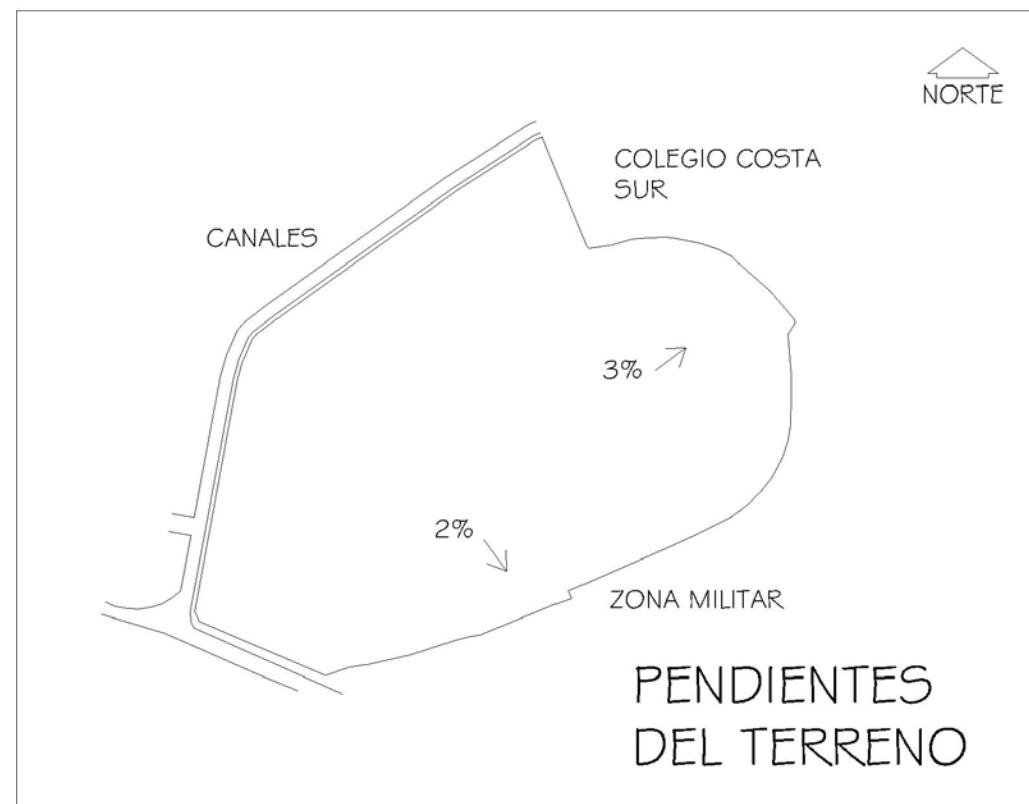 NORTE
COLEGIO COSTA
SUR
CANALES
3%
2%
ZONA MILITAR
PENDIENTES
DEL TERRENO